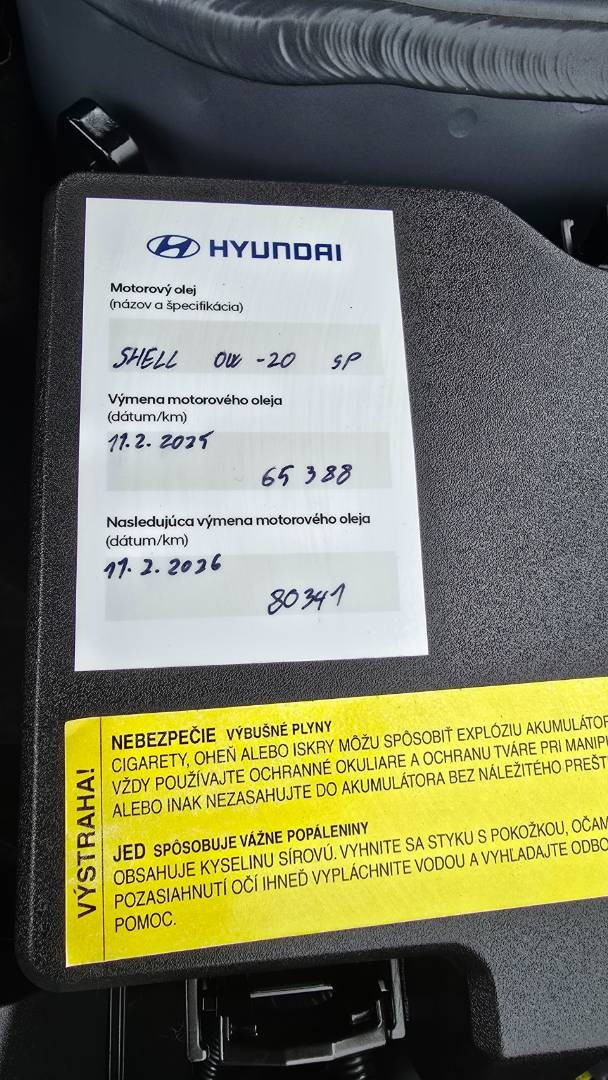 HYUNDAI
Motorový olej
(názov a špecifikácia)
SHELL 0W-20 SP
Výmena motorového oleja
(dátum/km)
11.2.2025
65 388
Nasledujúca výmena motorového oleja
(dátum/km)
11.2.2026
80341
VÝSTRAHA!
NEBEZPEČIE VÝBUŠNÉ PLYNY
CIGARETY, OHEŇ ALEBO ISKRY MÔŽU SPÔSOBIŤ EXPLÓZIU AKUMULÁTOR
VŽDY POUŽÍVAJTE OCHRANNÉ OKULIARE A OCHRANU TVÁRE PRI MANIPU
ALEBO INAK NEZASAHUJTE DO AKUMULÁTORA BEZ NÁLEŽITÉHO PREŠT
JED SPÔSOBUJE VÁŽNE POPÁLENINY
OBSAHUJE KYSELINU SÍROVÚ. VYHNITE SA STYKU S POKOŽKOU, OČAM
POZASIAHNUTÍ OČÍ IHNEĎ VYPLÁCHNITE VODOU A VYHLADAJTE ODBO
POMOC.